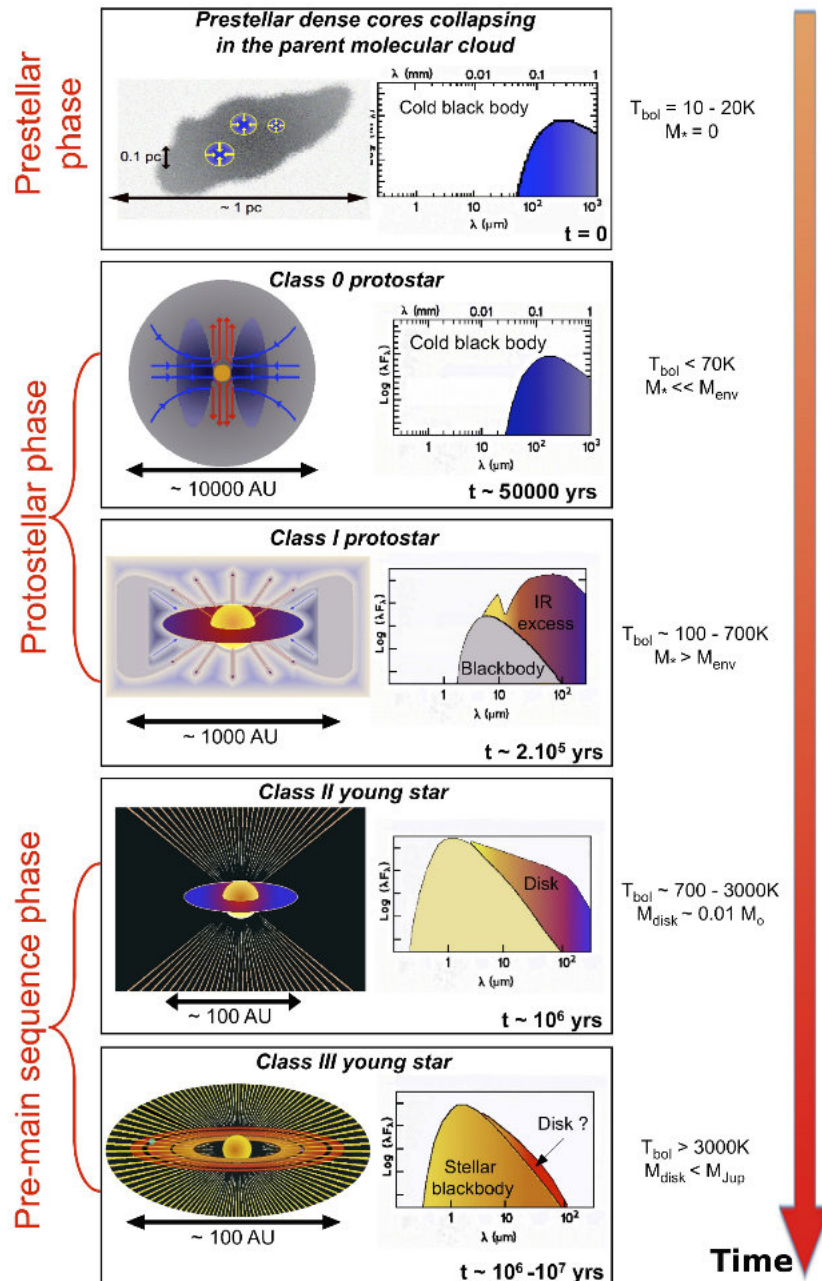 Prestellar dense cores collapsing
in the parent molecular cloud
Prestellar
phase
0.1 pc
~ 1 pc
λ (mm) 0.01 0.1 1
Cold black body
1 10 10² 10³
λ (μm)
t = 0
T_bol = 10 - 20K
M_* = 0
Class 0 protostar
~ 10000 AU
λ (mm) 0.01 0.1 1
Cold black body
Log (λF_λ)
1 10 10² 10³
λ (μm)
t ~ 50000 yrs
T_bol < 70K
M_* << M_env
Protostellar phase
Class I protostar
~ 1000 AU
IR
excess
Blackbody
Log (λF_λ)
1 10 10²
λ (μm)
t ~ 2.10⁵ yrs
T_bol ~ 100 - 700K
M_* > M_env
Class II young star
~ 100 AU
Disk
Log (λF_λ)
1 10 10²
λ (μm)
t ~ 10⁶ yrs
T_bol ~ 700 - 3000K
M_disk ~ 0.01 M_o
Pre-main sequence phase
Class III young star
~ 100 AU
Disk ?
Stellar
blackbody
Log (λF_λ)
1 10 10²
λ (μm)
t ~ 10⁶ -10⁷ yrs
T_bol > 3000K
M_disk < M_Jup
Time